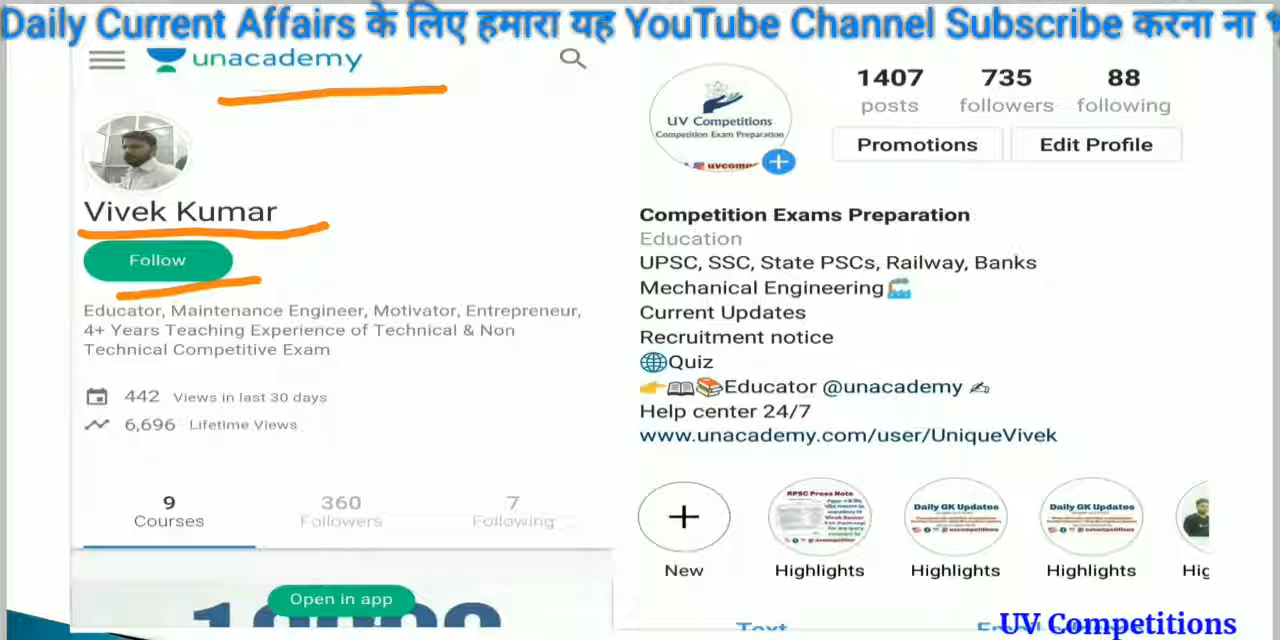 Daily Current Affairs के लिए हमारा यह YouTube Channel Subscribe करना ना
unacademy
Vivek Kumar
Follow
Educator, Maintenance Engineer, Motivator, Entrepreneur,
4+ Years Teaching Experience of Technical & Non
Technical Competitive Exam
442 Views in last 30 days
6,696 Lifetime Views
9 360 7
Courses Followers Following
Open in app
1407 735 88
posts followers following
UV Competitions
Competition Exam Preparation
Promotions Edit Profile
Competition Exams Preparation
Education
UPSC, SSC, State PSCs, Railway, Banks
Mechanical Engineering🏭
Current Updates
Recruitment notice
🌐Quiz
👉📖📚Educator @unacademy ✍
Help center 24/7
www.unacademy.com/user/UniqueVivek
RPSC Press Note
Daily GK Updates
Daily GK Updates
New Highlights Highlights Highlights Hig
Text
UV Competitions